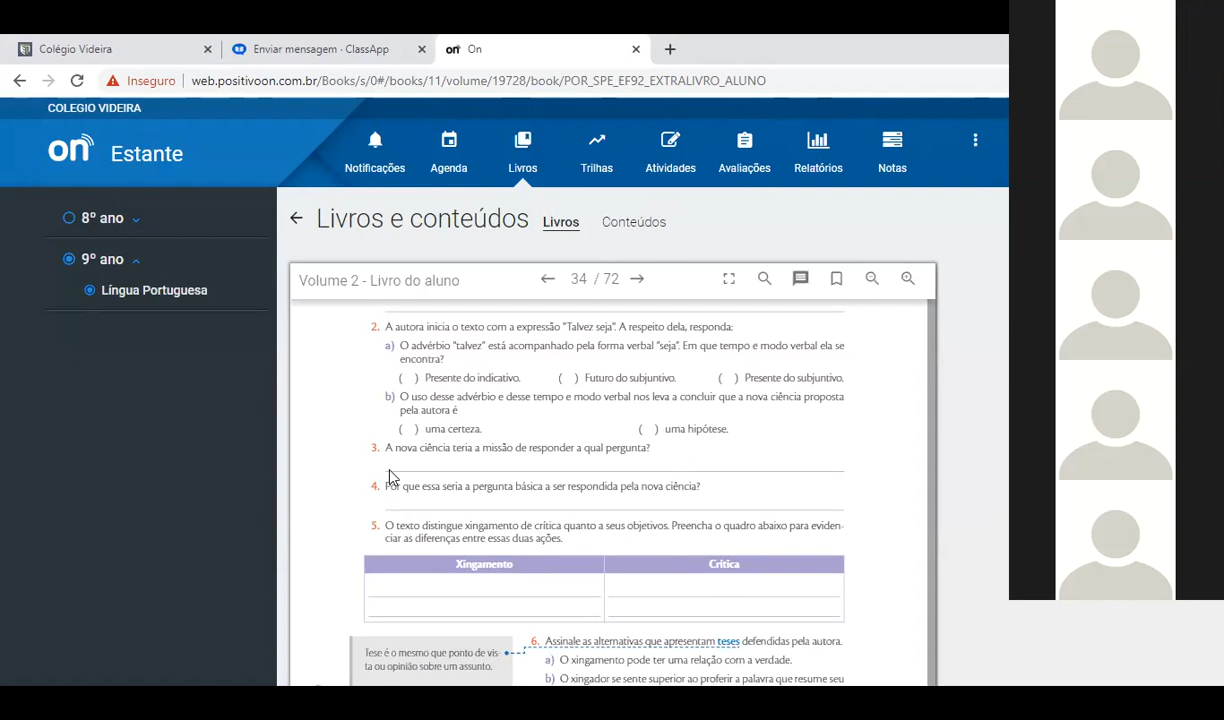 Colégio Videira
Enviar mensagem · ClassApp
On
Inseguro
web.positivoon.com.br/Books/s/0#/books/11/volume/19728/book/POR_SPE_EF92_EXTRALIVRO_ALUNO
COLEGIO VIDEIRA
on
Estante
Notificações
Agenda
Livros
Trilhas
Atividades
Avaliações
Relatórios
Notas
8º ano
9º ano
Língua Portuguesa
Livros e conteúdos
Livros
Conteúdos
Volume 2 - Livro do aluno
34 / 72
2. A autora inicia o texto com a expressão “Talvez seja”. A respeito dela, responda:
a) O advérbio “talvez” está acompanhado pela forma verbal “seja”. Em que tempo e modo verbal ela se
encontra?
( ) Presente do indicativo. ( ) Futuro do subjuntivo. ( ) Presente do subjuntivo.
b) O uso desse advérbio e desse tempo e modo verbal nos leva a concluir que a nova ciência proposta
pela autora é
( ) uma certeza. ( ) uma hipótese.
3. A nova ciência teria a missão de responder a qual pergunta?
4. Por que essa seria a pergunta básica a ser respondida pela nova ciência?
5. O texto distingue xingamento de crítica quanto a seus objetivos. Preencha o quadro abaixo para eviden-
ciar as diferenças entre essas duas ações.
Xingamento
Crítica
Tese é o mesmo que ponto de vis-
ta ou opinião sobre um assunto.
6. Assinale as alternativas que apresentam teses defendidas pela autora.
a) O xingamento pode ter uma relação com a verdade.
b) O xingador se sente superior ao proferir a palavra que resume seu